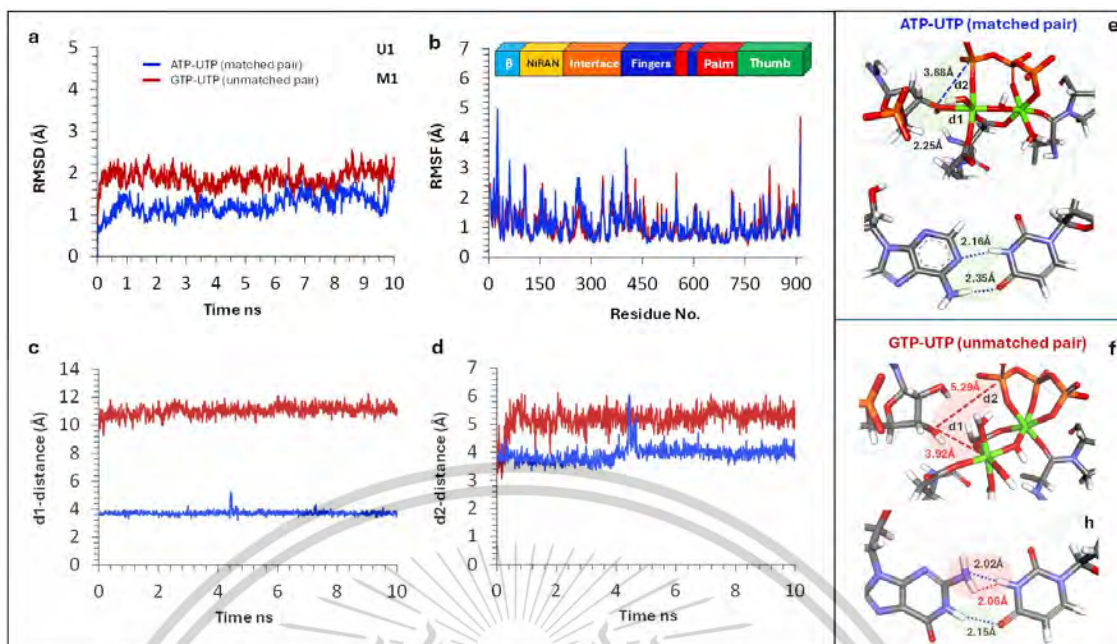 a
U1
M1
ATP-UTP (matched pair)
GTP-UTP (unmatched pair)
RMSD (Å)
5
4
3
2
1
0
0 1 2 3 4 5 6 7 8 9 10
Time ns
b
β NiRAN Interface Fingers Palm Thumb
RMSF (Å)
7
6
5
4
3
2
1
0
0 150 300 450 600 750 900
Residue No.
c
d1-distance (Å)
14
12
10
8
6
4
2
0
0 2 4 6 8 10
Time ns
d
d2-distance (Å)
7
6
5
4
3
2
1
0
0 2 4 6 8 10
Time ns
e
ATP-UTP (matched pair)
3.68Å
d2
d1
2.25Å
2.16Å
2.35Å
GTP-UTP (unmatched pair)
f
5.29Å
d2
d1
3.92Å
h
2.02Å
2.06Å
2.15Å